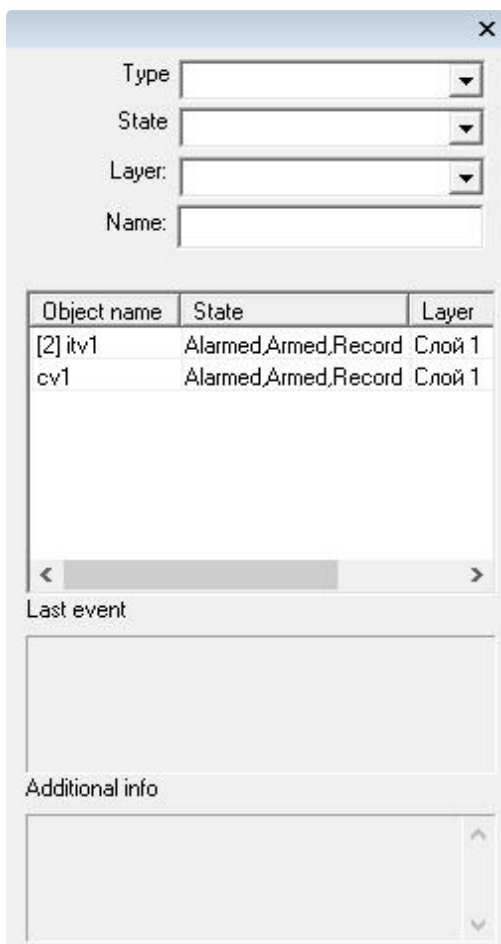 Type
State
Layer:
Name:
Object name State Layer
[2] itv1 Alarmed,Armed,Record Слой 1
cv1 Alarmed,Armed,Record Слой 1
Last event
Additional info